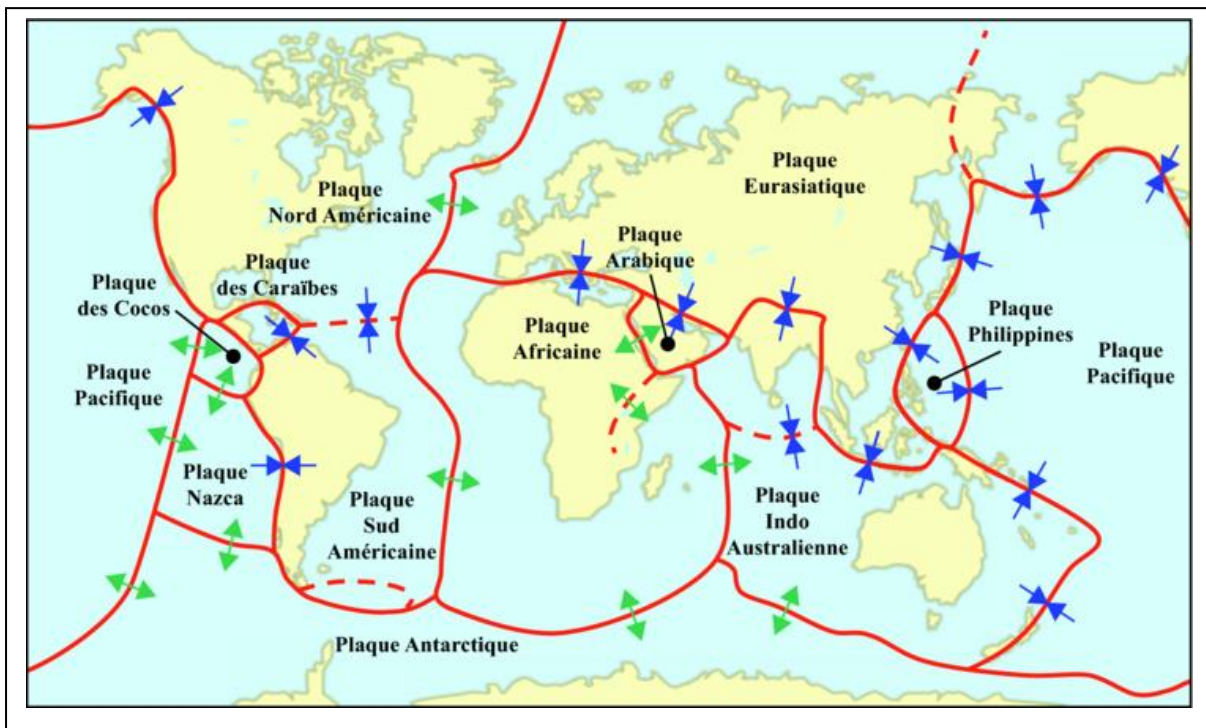 Plaque
Nord Américaine
Plaque
Eurasiatique
Plaque
Arabique
Plaque
des Caraïbes
Plaque
des Cocos
Plaque
Africaine
Plaque
Philippines
Plaque
Pacifique
Plaque
Pacifique
Plaque
Nazca
Plaque
Sud
Américaine
Plaque
Indo
Australienne
Plaque Antarctique